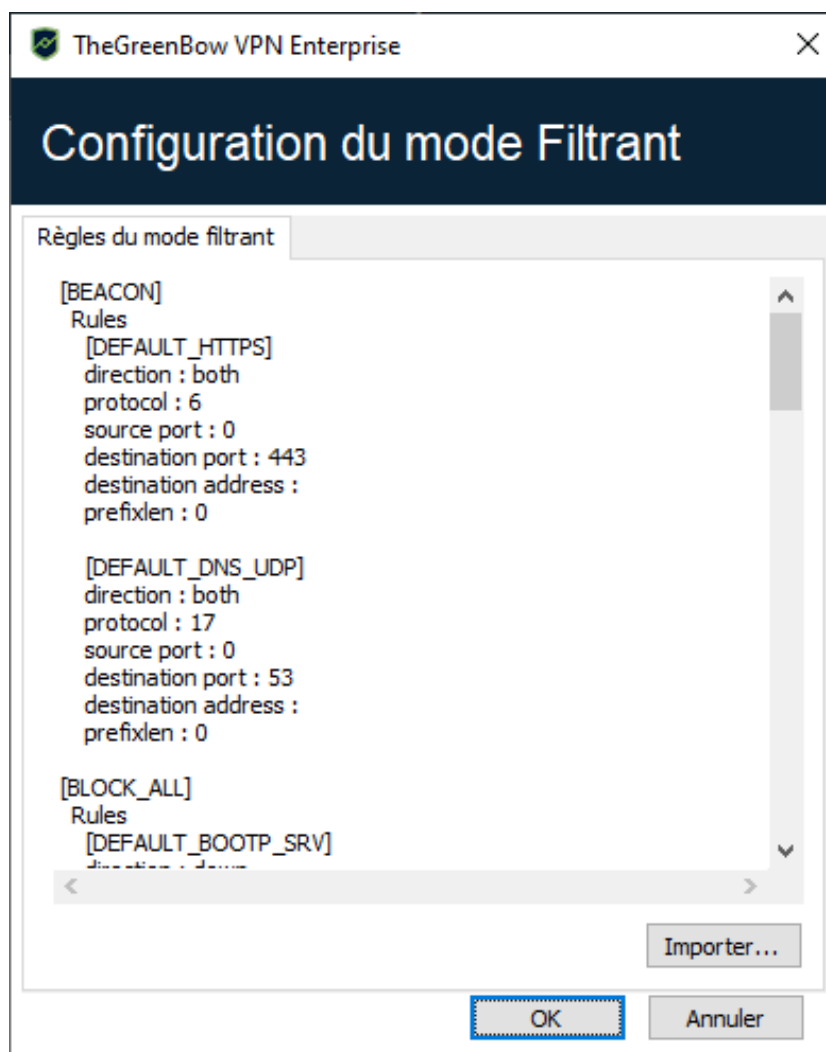 TheGreenBow VPN Enterprise
Configuration du mode Filtrant
Règles du mode filtrant
[BEACON]
Rules
[DEFAULT_HTTPS]
direction : both
protocol : 6
source port : 0
destination port : 443
destination address :
prefixlen : 0
[DEFAULT_DNS_UDP]
direction : both
protocol : 17
source port : 0
destination port : 53
destination address :
prefixlen : 0
[BLOCK_ALL]
Rules
[DEFAULT_BOOTP_SRV]
direction : down
Importer...
OK
Annuler